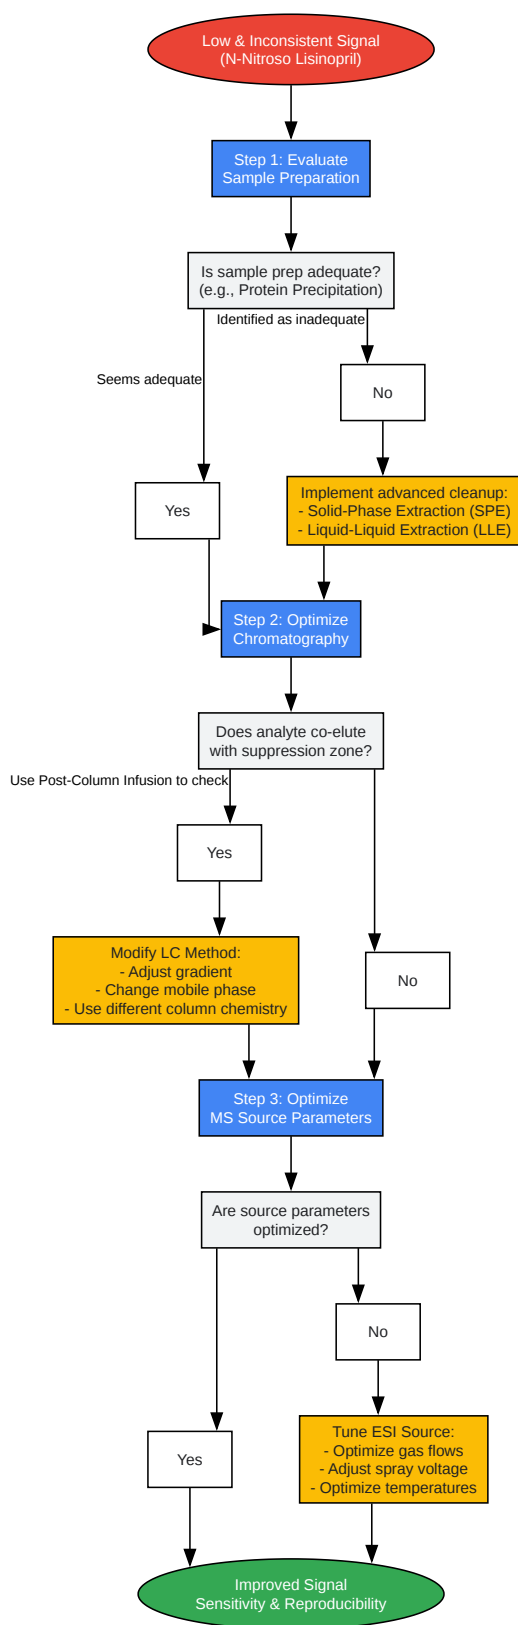 Low & Inconsistent Signal
(N-Nitroso Lisinopril)
Step 1: Evaluate
Sample Preparation
Is sample prep adequate?
(e.g., Protein Precipitation)
Identified as inadequate
Seems adequate
No
Yes
Implement advanced cleanup:
- Solid-Phase Extraction (SPE)
- Liquid-Liquid Extraction (LLE)
Step 2: Optimize
Chromatography
Does analyte co-elute
with suppression zone?
Use Post-Column Infusion to check
Yes
Modify LC Method:
- Adjust gradient
- Change mobile phase
- Use different column chemistry
No
Step 3: Optimize
MS Source Parameters
Are source parameters
optimized?
No
Yes
Tune ESI Source:
- Optimize gas flows
- Adjust spray voltage
- Optimize temperatures
Improved Signal
Sensitivity & Reproducibility